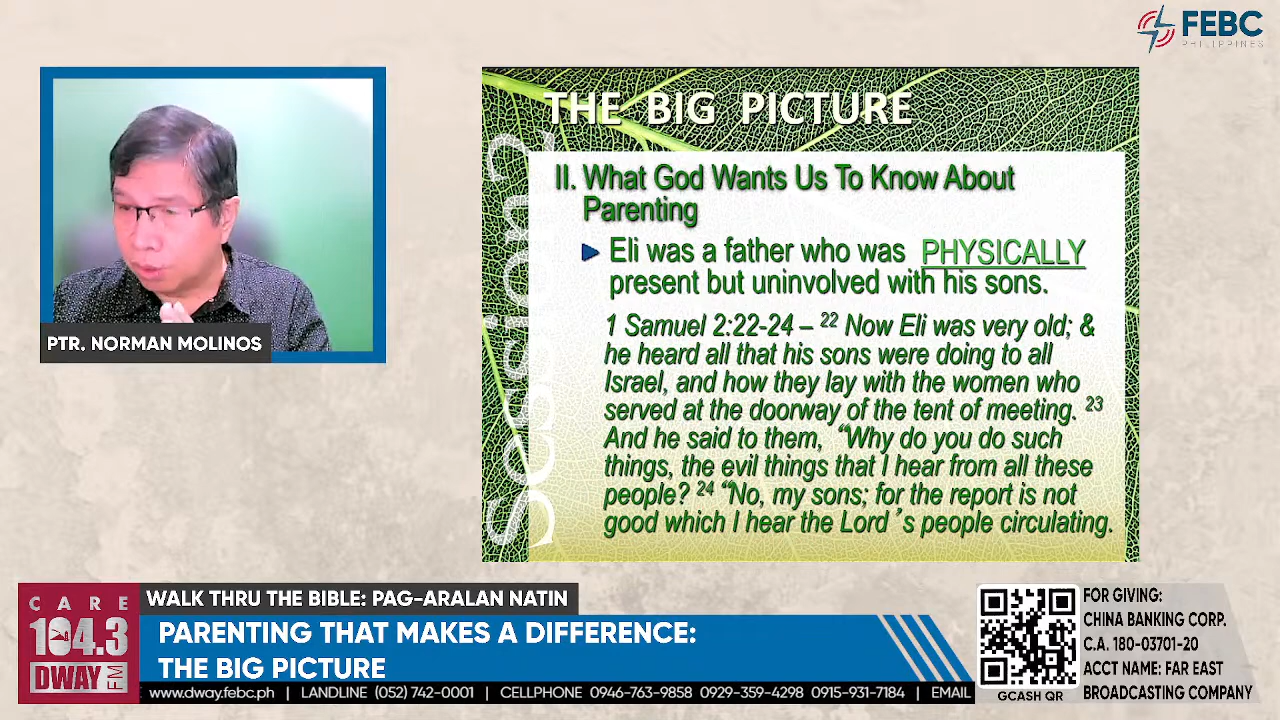 FEBC
PHILIPPINES
THE BIG PICTURE
Session 2
II. What God Wants Us To Know About
Parenting
Eli was a father who was PHYSICALLY
present but uninvolved with his sons.
1 Samuel 2:22-24 – 22 Now Eli was very old; &
he heard all that his sons were doing to all
Israel, and how they lay with the women who
served at the doorway of the tent of meeting. 23
And he said to them, “Why do you do such
things, the evil things that I hear from all these
people? 24 “No, my sons; for the report is not
good which I hear the Lord ’s people circulating.
PTR. NORMAN MOLINOS
CARE
104.3
DWAY FM
WALK THRU THE BIBLE: PAG-ARALAN NATIN
PARENTING THAT MAKES A DIFFERENCE:
THE BIG PICTURE
www.dway.febc.ph | LANDLINE (052) 742-0001 | CELLPHONE 0946-763-9858 0929-359-4298 0915-931-7184 | EMAIL
GCASH QR
FOR GIVING:
CHINA BANKING CORP.
C.A. 180-03701-20
ACCT NAME: FAR EAST
BROADCASTING COMPANY